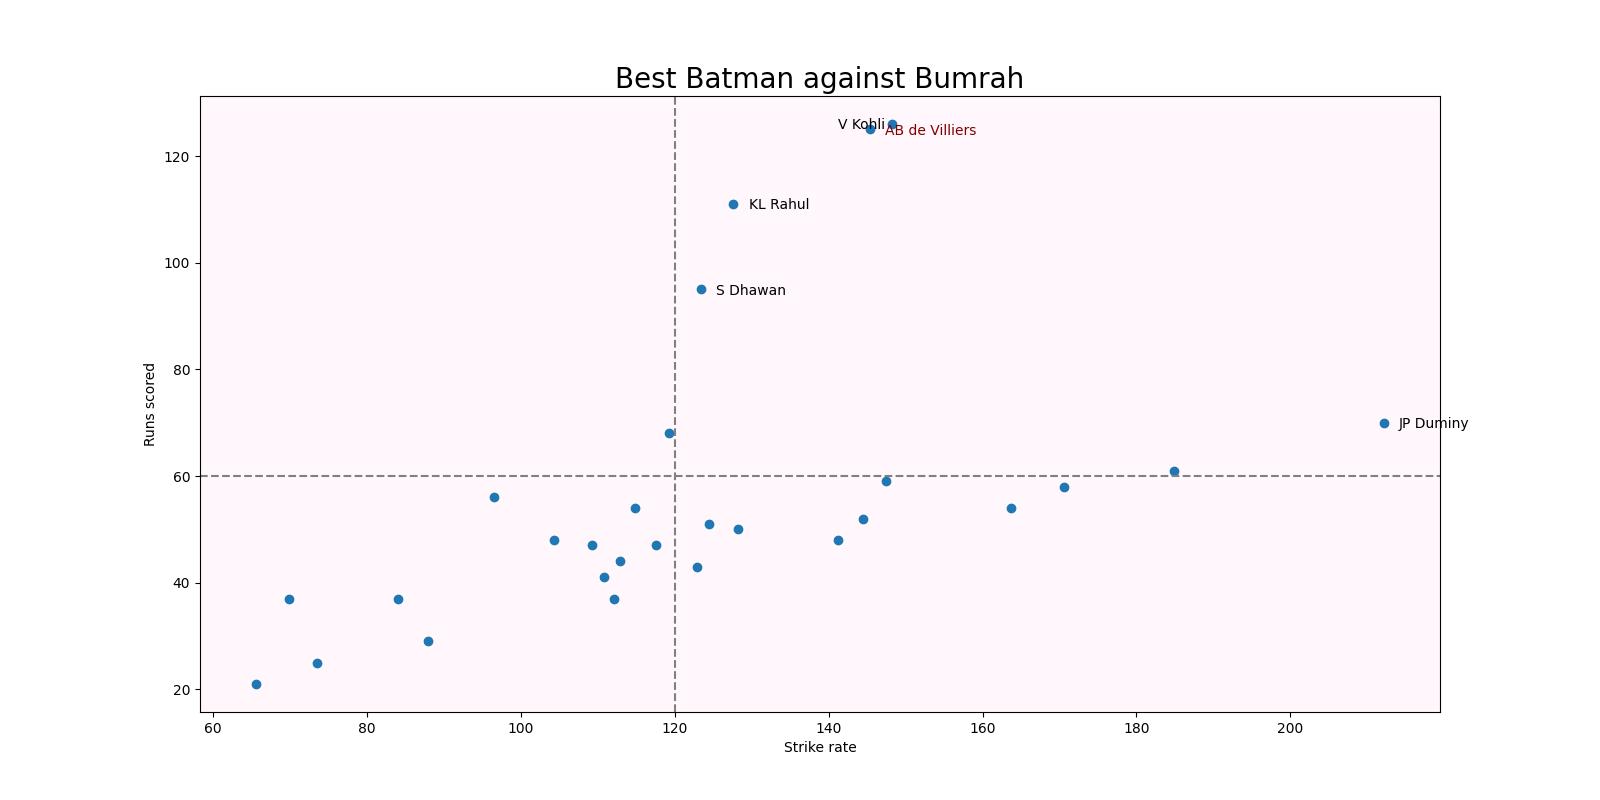 Best Batman against Bumrah
V Kohli
AB de Villiers
KL Rahul
S Dhawan
JP Duminy
Runs scored
120
100
80
60
40
20
60 80 100 120 140 160 180 200
Strike rate